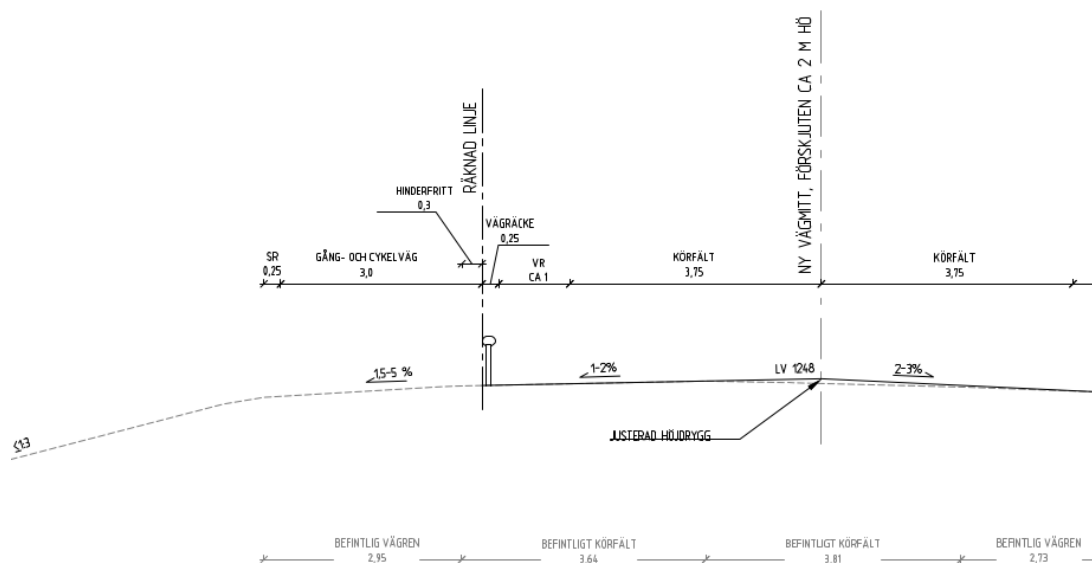 NY VÄGMITT, FÖRSKJUTEN CA 2 M HÖ
RÄKNAD LINJE
HINDERFRITT
0,3
VÄGRÄCKE
0,25
SR
0,25
GÅNG- OCH CYKELVÄG
3,0
VR
CA 1
KÖRFÄLT
3,75
KÖRFÄLT
3,75
1,5-5 %
1-2%
LV 1248
2-3%
≤1:3
JUSTERAD HÖJDRYGG
BEFINTLIG VÄGREN
2,95
BEFINTLIGT KÖRFÄLT
3,64
BEFINTLIGT KÖRFÄLT
3,81
BEFINTLIG VÄGREN
2,73